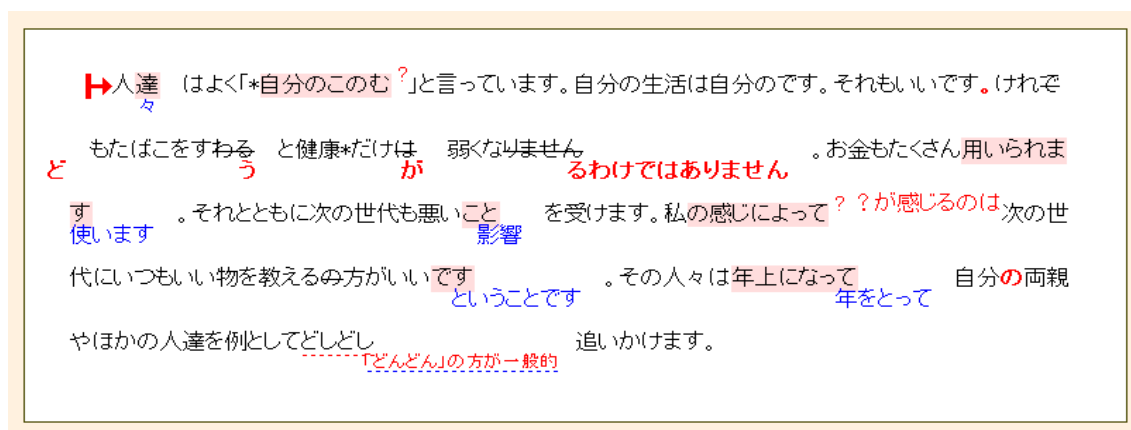 人達 はよく「*自分のこのむ?」と言っています。自分の生活は自分のです。それもいいです。けれで
々
もたばこをすわる と健康*だけは 弱くなりません 。お金もたくさん用いられま
ど う が るわけではありません
す 。それとともに次の世代も悪いこと を受けます。私の感じによって??が感じるのは次の世
使います 影響
代にいつもいい物を教えるの方がいいです 。その人々は年上になって 自分の両親
ということです 年をとって
やほかの人達を例としてどしどし 追いかけます。
「どんどん」の方が一般的